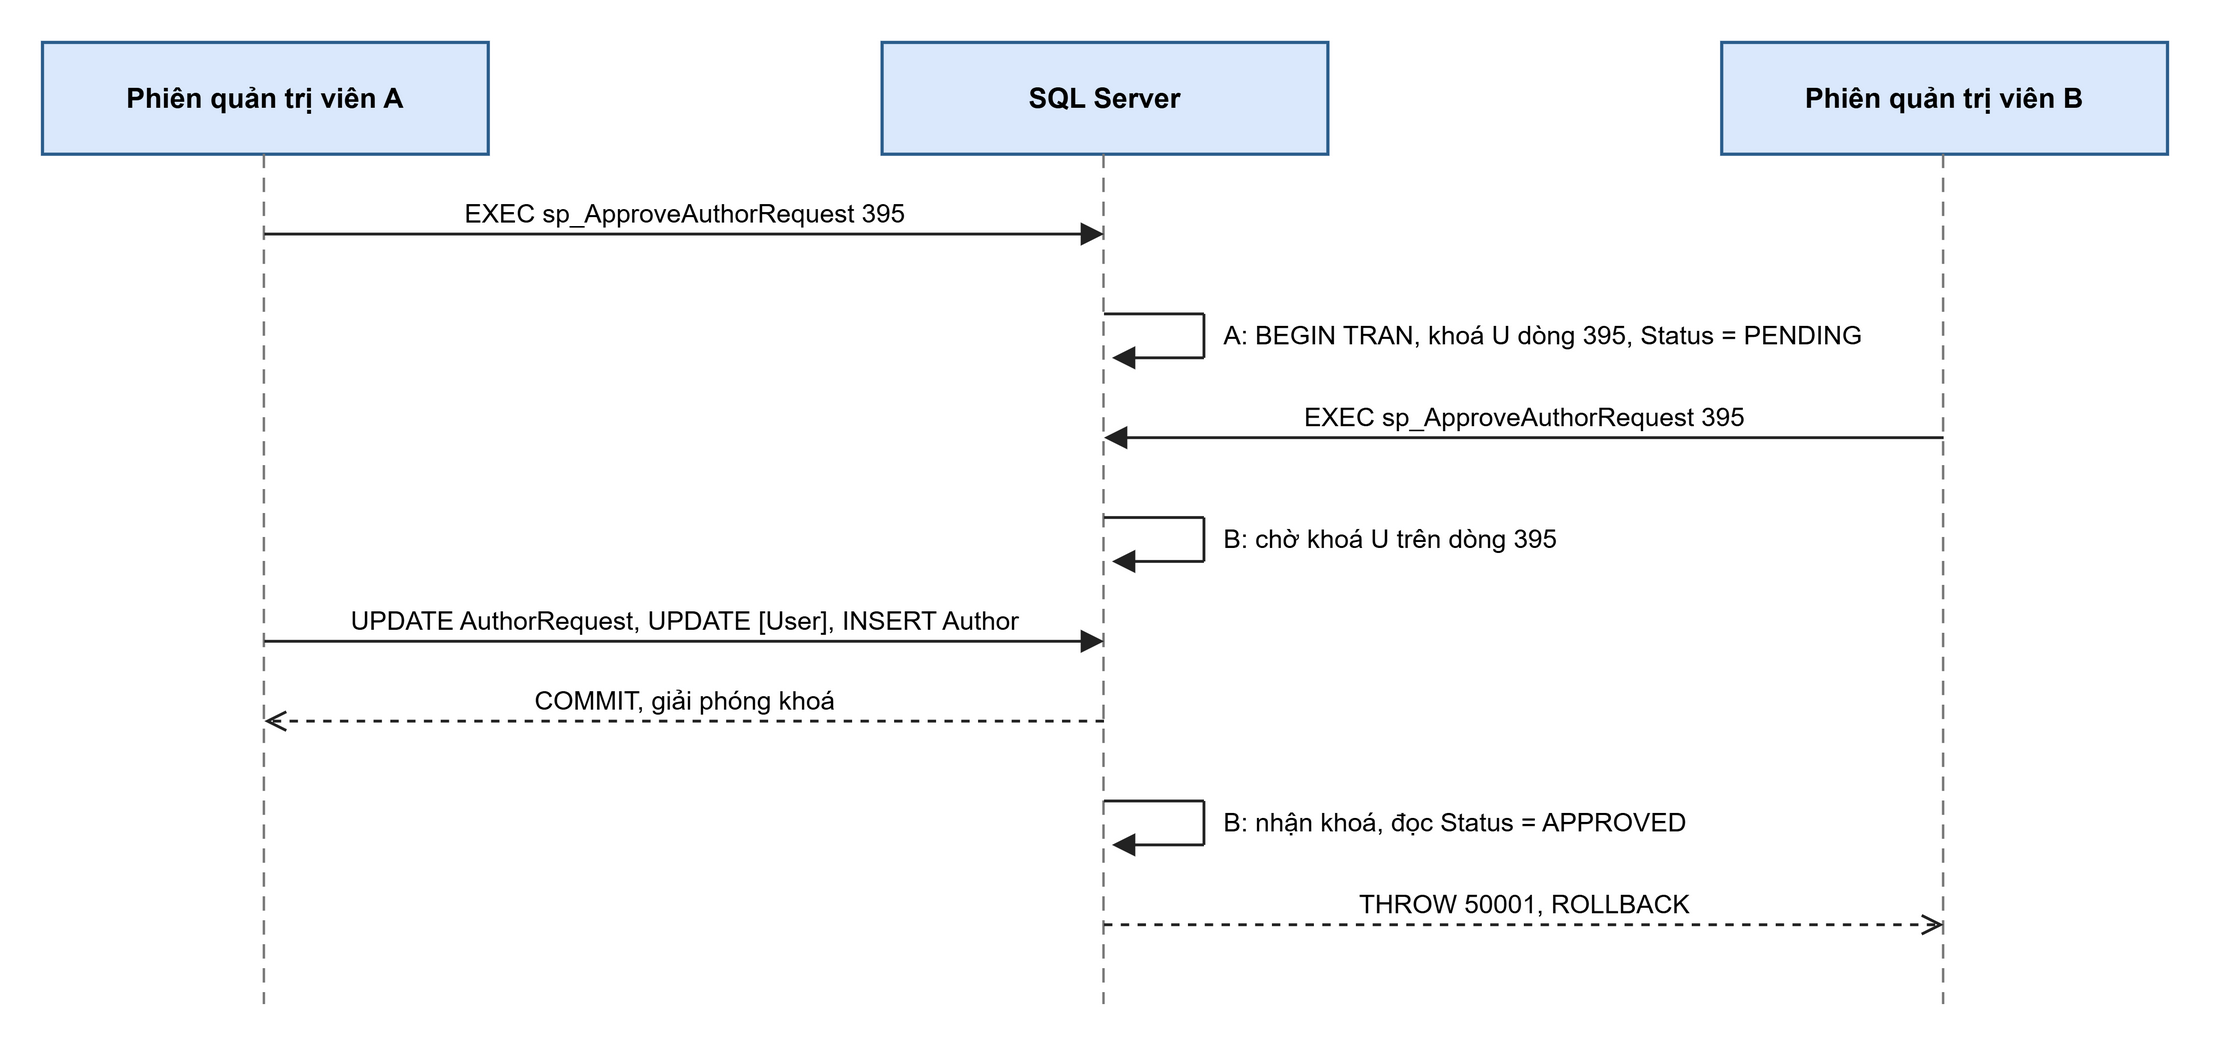 Phiên quản trị viên A
SQL Server
Phiên quản trị viên B
EXEC sp_ApproveAuthorRequest 395
A: BEGIN TRAN, khoá U dòng 395, Status = PENDING
EXEC sp_ApproveAuthorRequest 395
B: chờ khoá U trên dòng 395
UPDATE AuthorRequest, UPDATE [User], INSERT Author
COMMIT, giải phóng khoá
B: nhận khoá, đọc Status = APPROVED
THROW 50001, ROLLBACK